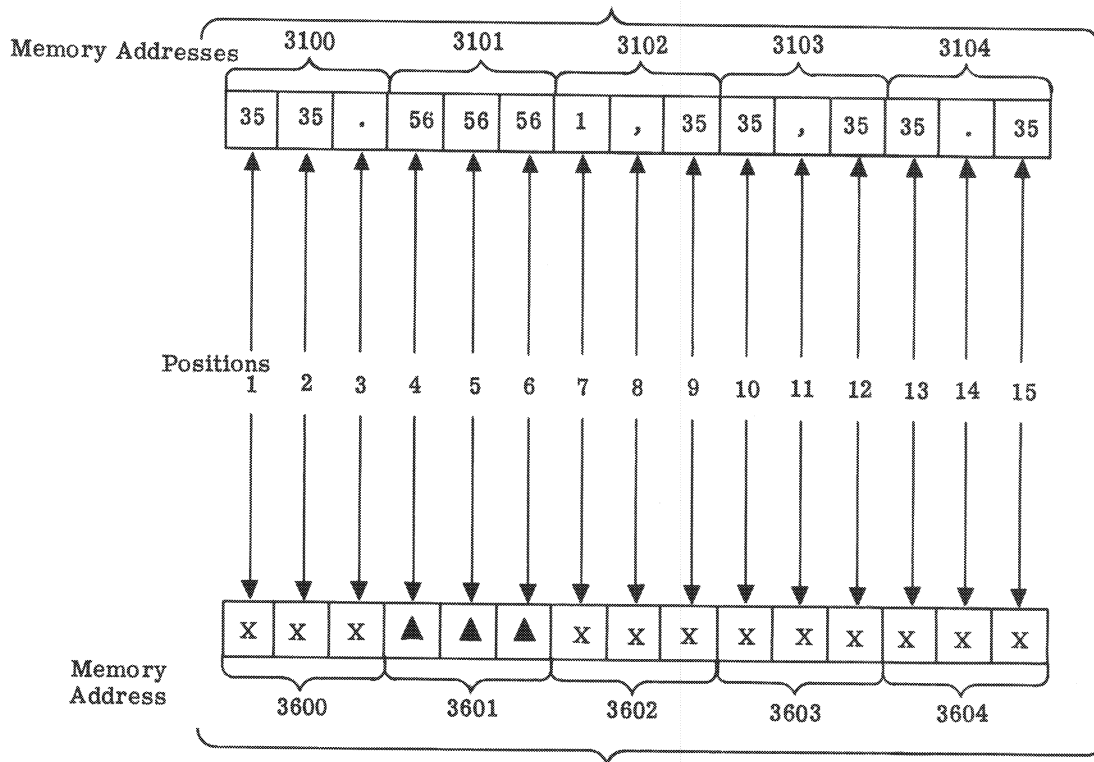 Memory Addresses 3100 3101 3102 3103 3104
35 35 . 56 56 56 1 , 35 35 , 35 35 . 35
Positions
1 2 3 4 5 6 7 8 9 10 11 12 13 14 15
x x x ▲ ▲ ▲ x x x x x x x x x
Memory
Address
3600 3601 3602 3603 3604